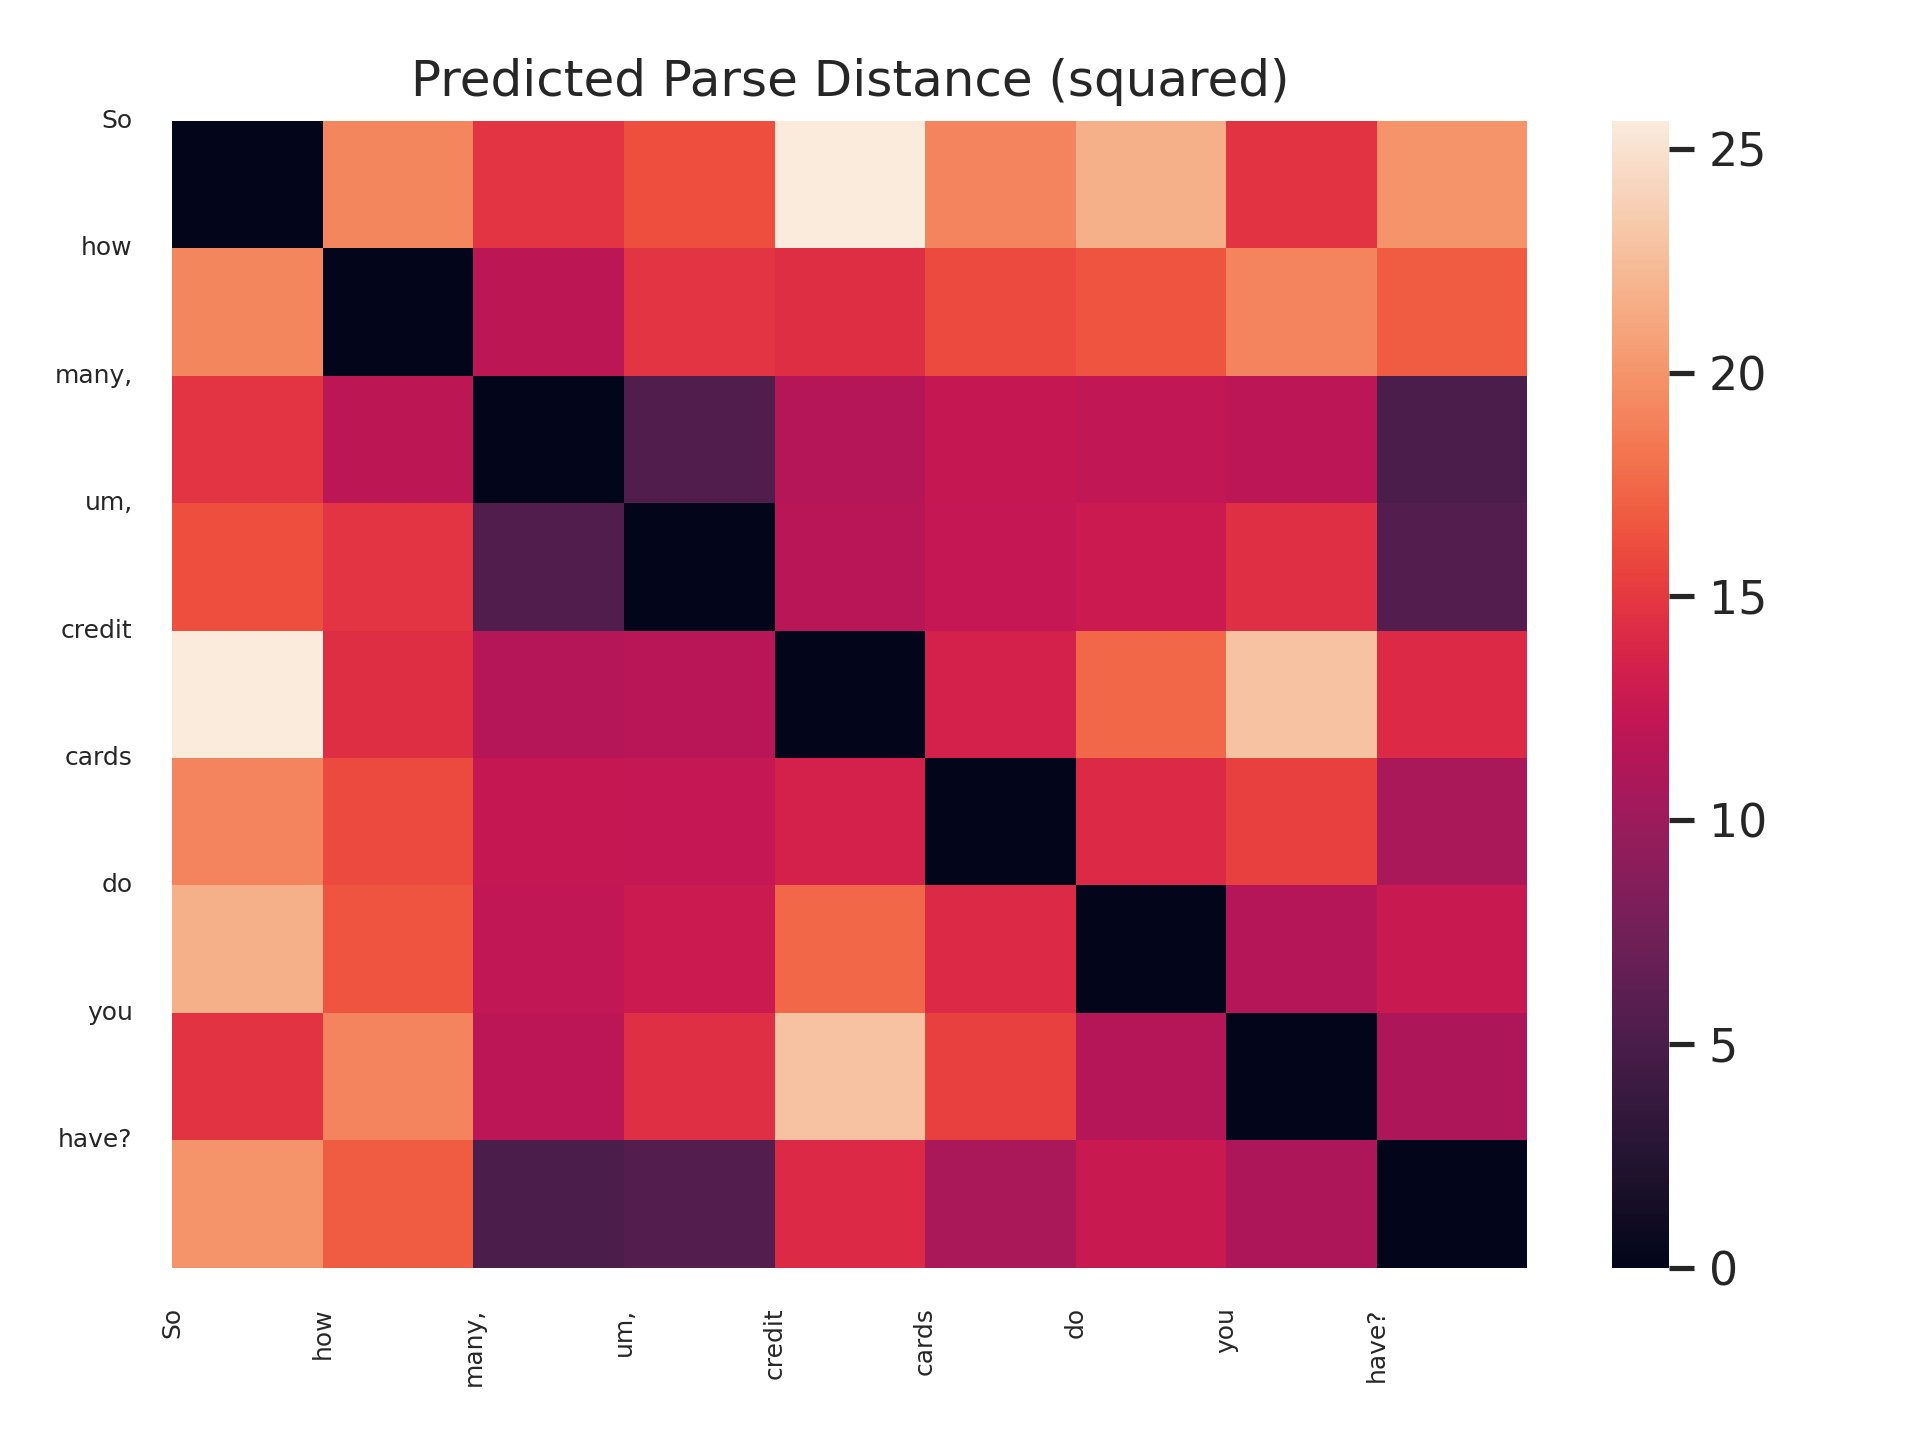 Predicted Parse Distance (squared)
So
how
many,
um,
credit
cards
do
you
have?
25
20
15
10
5
0
So
how
many,
um,
credit
cards
do
you
have?